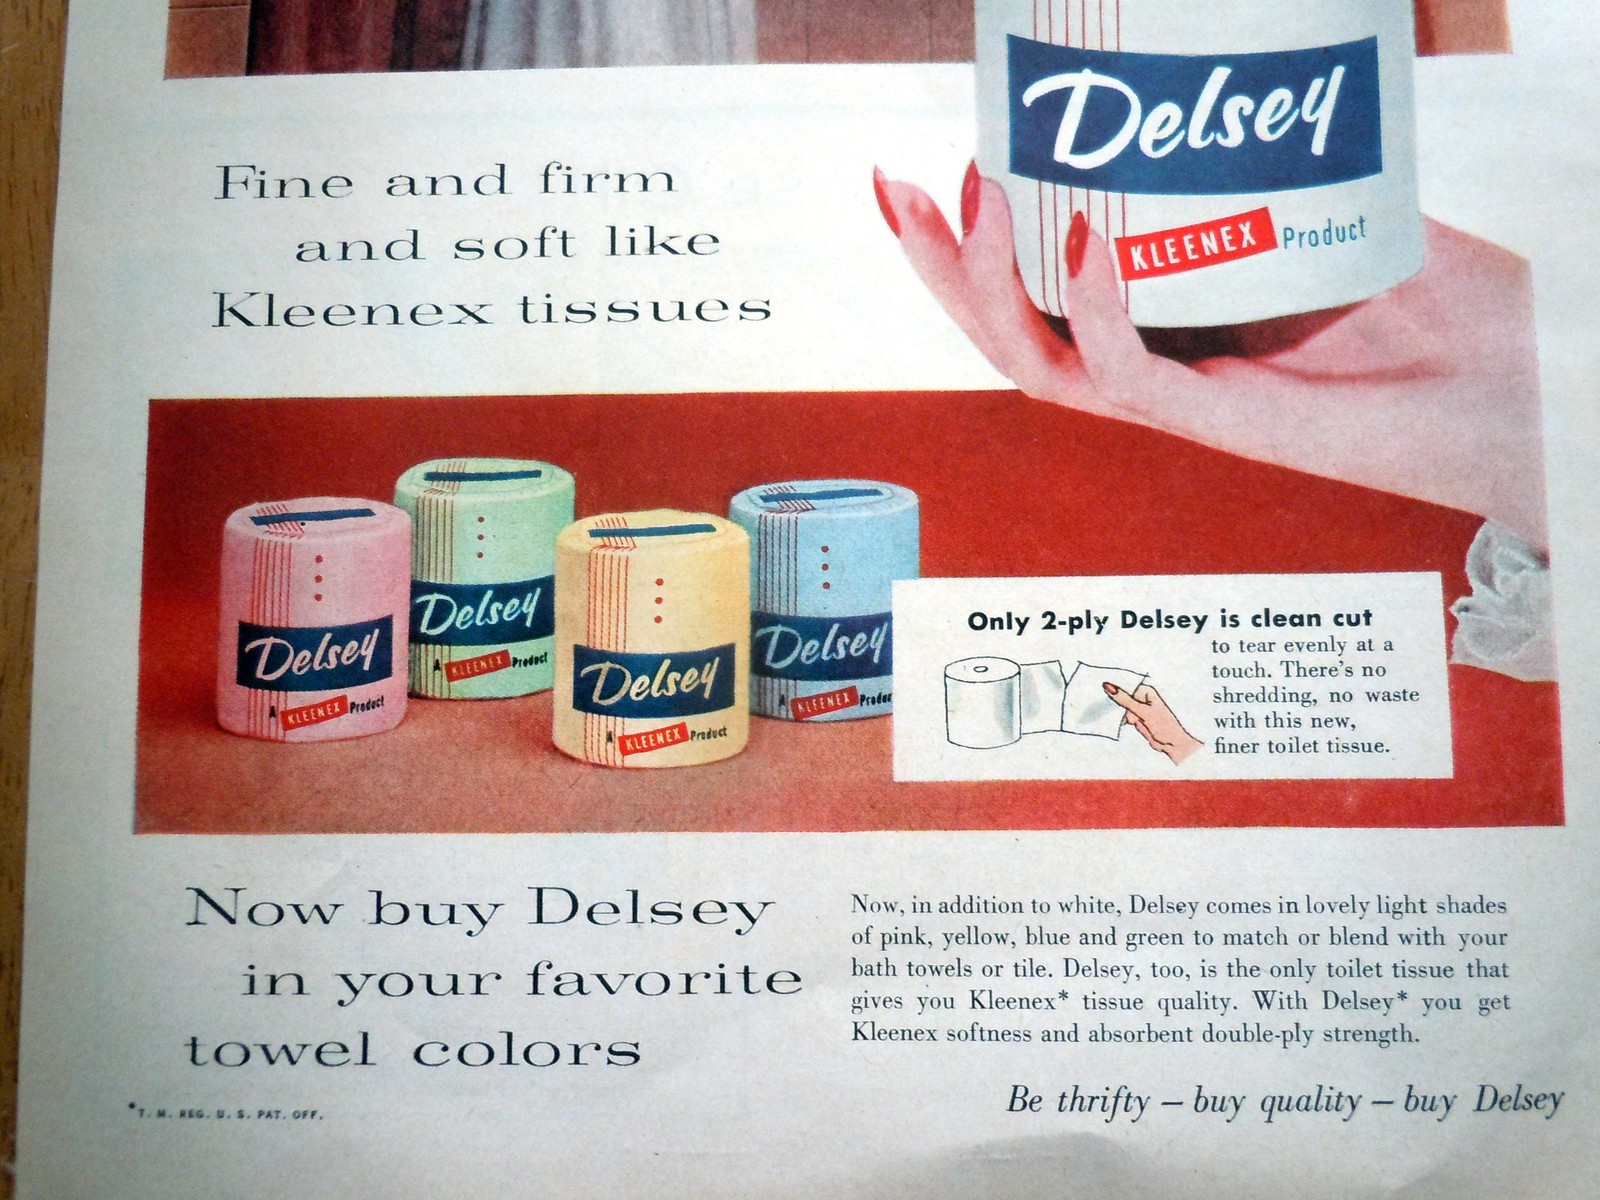 Delsey
KLEENEX Product
Fine and firm
and soft like
Kleenex tissues
Delsey
A KLEENEX Product
Delsey
A KLEENEX Product
Delsey
A KLEENEX Product
Delsey
A KLEENEX Produc
Only 2-ply Delsey is clean cut
to tear evenly at a
touch. There's no
shredding, no waste
with this new,
finer toilet tissue.
Now buy Delsey
in your favorite
towel colors
Now, in addition to white, Delsey comes in lovely light shades
of pink, yellow, blue and green to match or blend with your
bath towels or tile. Delsey, too, is the only toilet tissue that
gives you Kleenex* tissue quality. With Delsey* you get
Kleenex softness and absorbent double-ply strength.
Be thrifty – buy quality – buy Delsey
*T. M. REG. U. S. PAT. OFF.